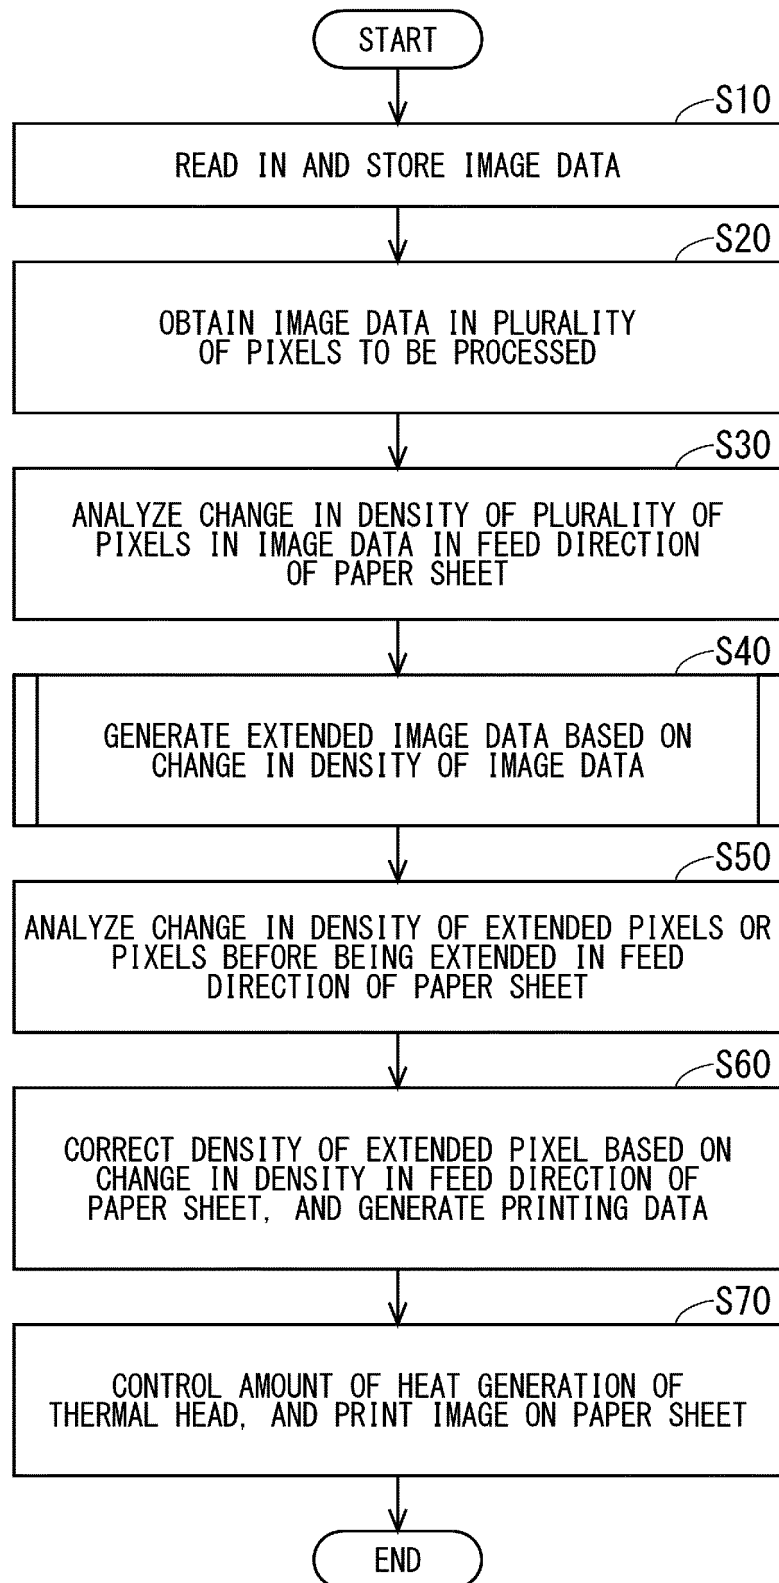 START
S10
READ IN AND STORE IMAGE DATA
S20
OBTAIN IMAGE DATA IN PLURALITY
OF PIXELS TO BE PROCESSED
S30
ANALYZE CHANGE IN DENSITY OF PLURALITY OF
PIXELS IN IMAGE DATA IN FEED DIRECTION
OF PAPER SHEET
S40
GENERATE EXTENDED IMAGE DATA BASED ON
CHANGE IN DENSITY OF IMAGE DATA
S50
ANALYZE CHANGE IN DENSITY OF EXTENDED PIXELS OR
PIXELS BEFORE BEING EXTENDED IN FEED
DIRECTION OF PAPER SHEET
S60
CORRECT DENSITY OF EXTENDED PIXEL BASED ON
CHANGE IN DENSITY IN FEED DIRECTION OF
PAPER SHEET, AND GENERATE PRINTING DATA
S70
CONTROL AMOUNT OF HEAT GENERATION OF
THERMAL HEAD, AND PRINT IMAGE ON PAPER SHEET
END